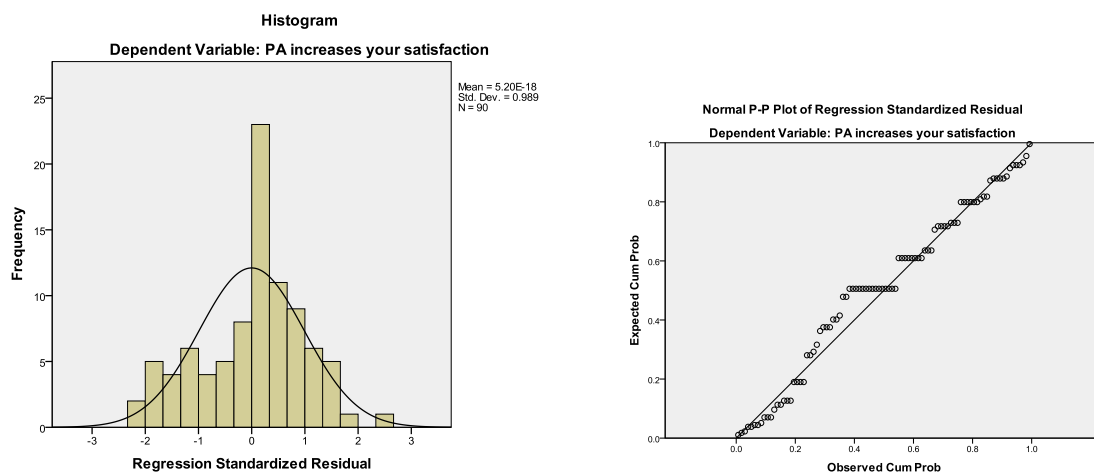 Histogram
Dependent Variable: PA increases your satisfaction
Mean = 5.20E-18
Std. Dev. = 0.989
N = 90
Frequency
25
20
15
10
5
0
-3 -2 -1 0 1 2 3
Regression Standardized Residual
Normal P-P Plot of Regression Standardized Residual
Dependent Variable: PA increases your satisfaction
Expected Cum Prob
1.0
0.8
0.6
0.4
0.2
0.0
0.0 0.2 0.4 0.6 0.8 1.0
Observed Cum Prob